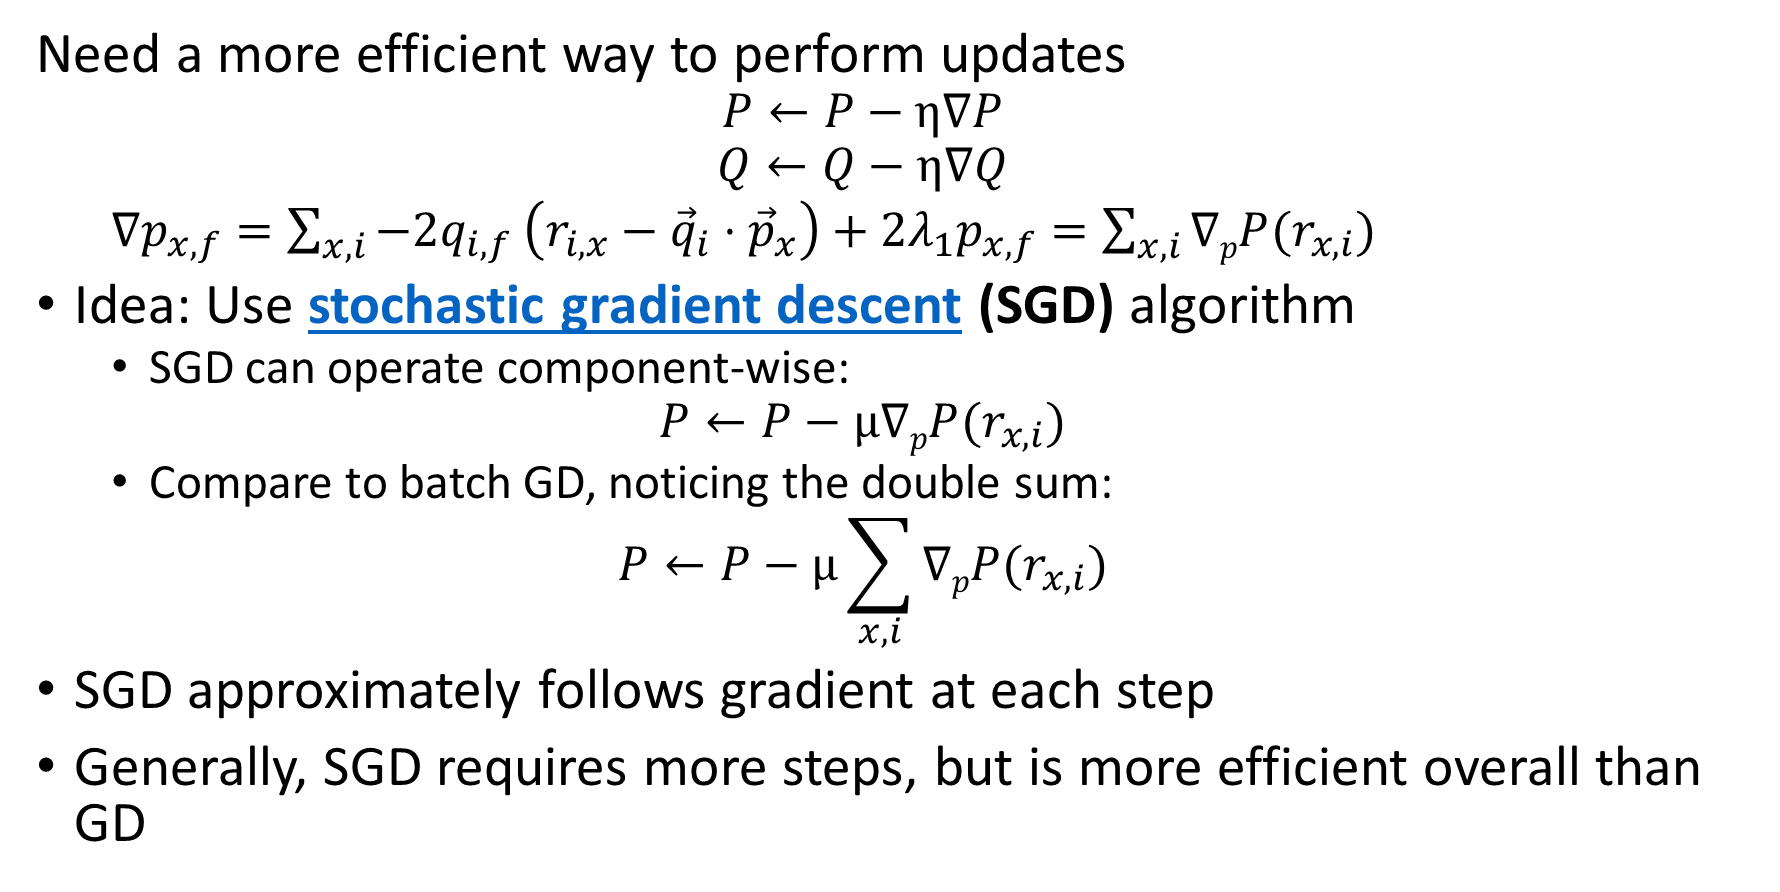 Need a more efficient way to perform updates
P ← P − η∇P
Q ← Q − η∇Q
∇p_{x,f} = ∑_{x,i} −2q_{i,f} (r_{i,x} − q⃗_i · p⃗_x) + 2λ_1 p_{x,f} = ∑_{x,i} ∇_p P(r_{x,i})
• Idea: Use stochastic gradient descent (SGD) algorithm
• SGD can operate component-wise:
P ← P − μ∇_p P(r_{x,i})
• Compare to batch GD, noticing the double sum:
P ← P − μ ∑_{x,i} ∇_p P(r_{x,i})
• SGD approximately follows gradient at each step
• Generally, SGD requires more steps, but is more efficient overall than
GD